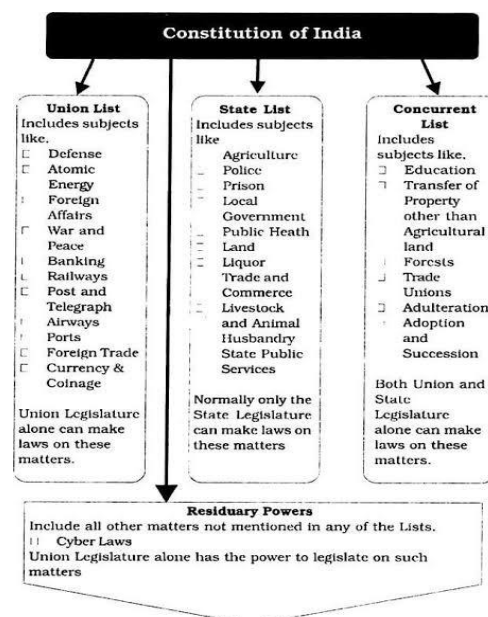 Constitution of India
Union List
Includes subjects
like,
Defense
Atomic
Energy
Foreign
Affairs
War and
Peace
Banking
Railways
Post and
Telegraph
Airways
Ports
Foreign Trade
Currency &
Coinage
Union Legislature
alone can make
laws on these
matters.
State List
Includes subjects
like
Agriculture
Police
Prison
Local
Government
Public Heath
Land
Liquor
Trade and
Commerce
Livestock
and Animal
Husbandry
State Public
Services
Normally only the
State Legislature
can make laws on
these matters
Concurrent
List
Includes
subjects like,
Education
Transfer of
Property
other than
Agricultural
land
Forests
Trade
Unions
Adulteration
Adoption
and
Succession
Both Union and
State
Legislature
alone can make
laws on these
matters.
Residuary Powers
Include all other matters not mentioned in any of the Lists.
Cyber Laws
Union Legislature alone has the power to legislate on such
matters